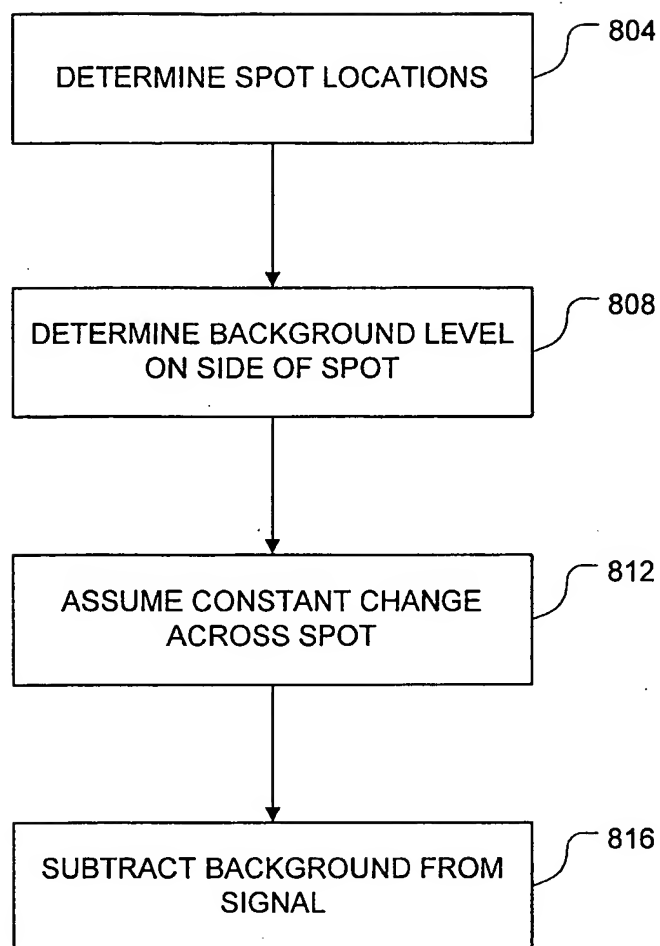 804
DETERMINE SPOT LOCATIONS
808
DETERMINE BACKGROUND LEVEL
ON SIDE OF SPOT
812
ASSUME CONSTANT CHANGE
ACROSS SPOT
816
SUBTRACT BACKGROUND FROM
SIGNAL